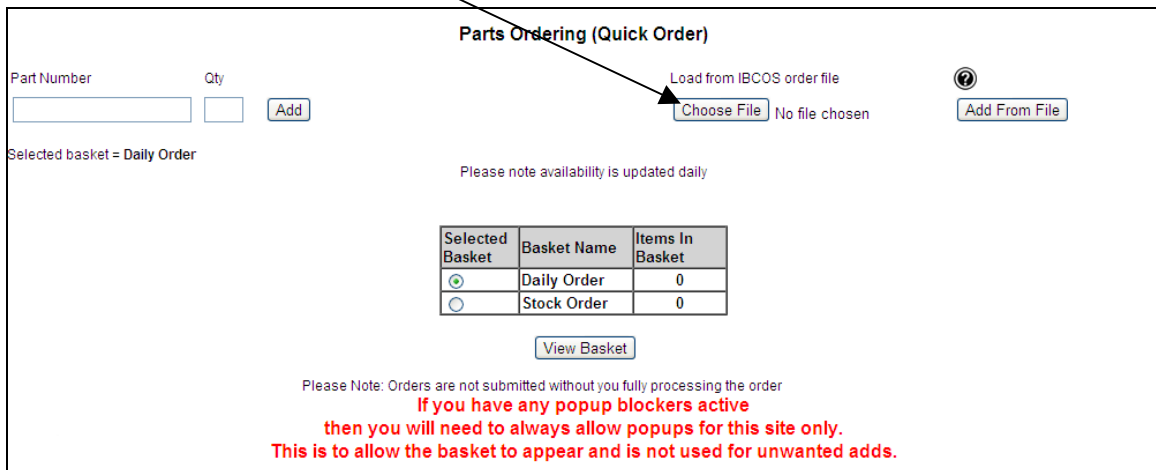 Parts Ordering (Quick Order)
Part Number Qty Load from IBCOS order file ?
Add Choose File No file chosen Add From File
Selected basket = Daily Order
Please note availability is updated daily
Selected Basket Basket Name Items In Basket
Daily Order 0
Stock Order 0
View Basket
Please Note: Orders are not submitted without you fully processing the order
If you have any popup blockers active
then you will need to always allow popups for this site only.
This is to allow the basket to appear and is not used for unwanted adds.